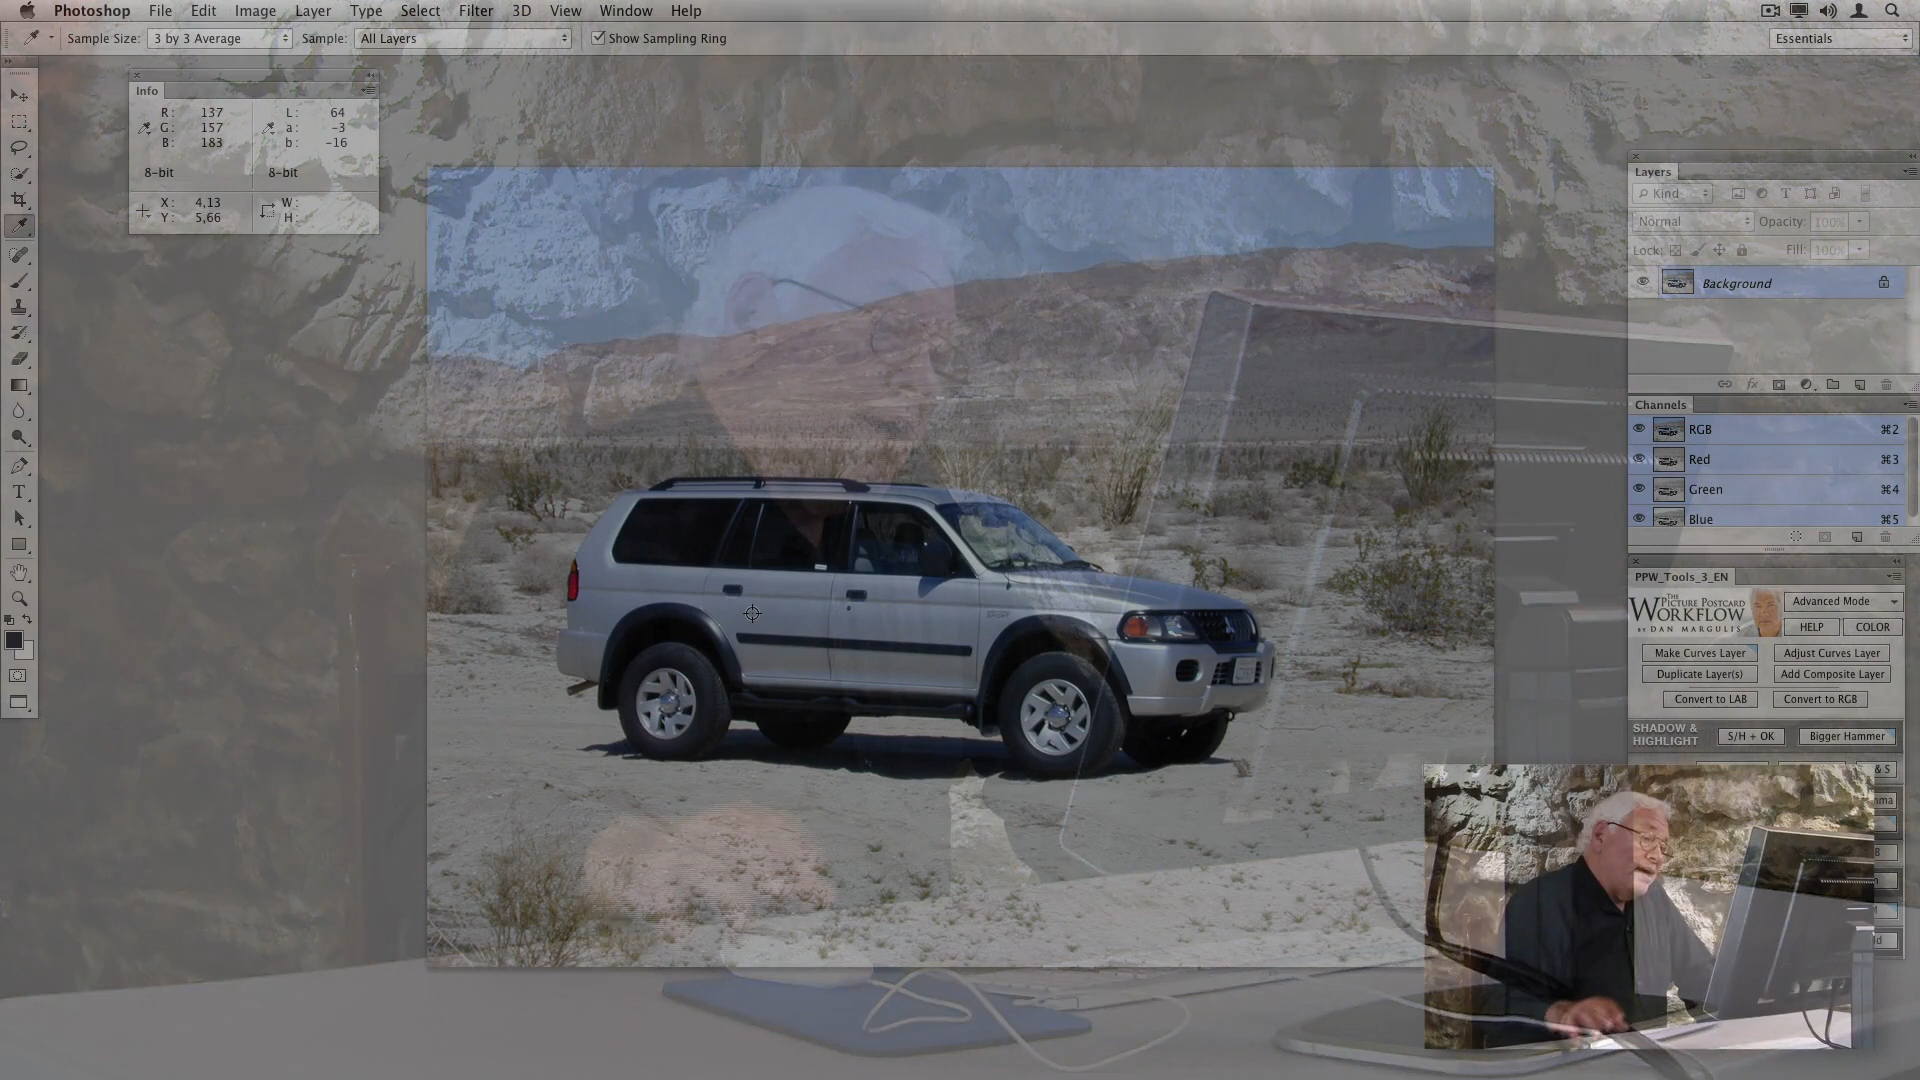 Photoshop File Edit Image Layer Type Select Filter 3D View Window Help
Sample Size: 3 by 3 Average Sample: All Layers Show Sampling Ring Essentials
Info
R: 137 L: 64
G: 157 a: -3
B: 183 b: -16
8-bit 8-bit
X: 4,13 W:
Y: 5,66 H:
Layers
Kind
Normal Opacity: 100%
Lock: Fill: 100%
Background
Channels
RGB ⌘2
Red ⌘3
Green ⌘4
Blue ⌘5
PPW_Tools_3_EN
THE PICTURE POSTCARD
WORKFLOW
BY DAN MARGULIS
Advanced Mode
HELP COLOR
Make Curves Layer Adjust Curves Layer
Duplicate Layer(s) Add Composite Layer
Convert to LAB Convert to RGB
SHADOW &
HIGHLIGHT
S/H + OK Bigger Hammer
& S